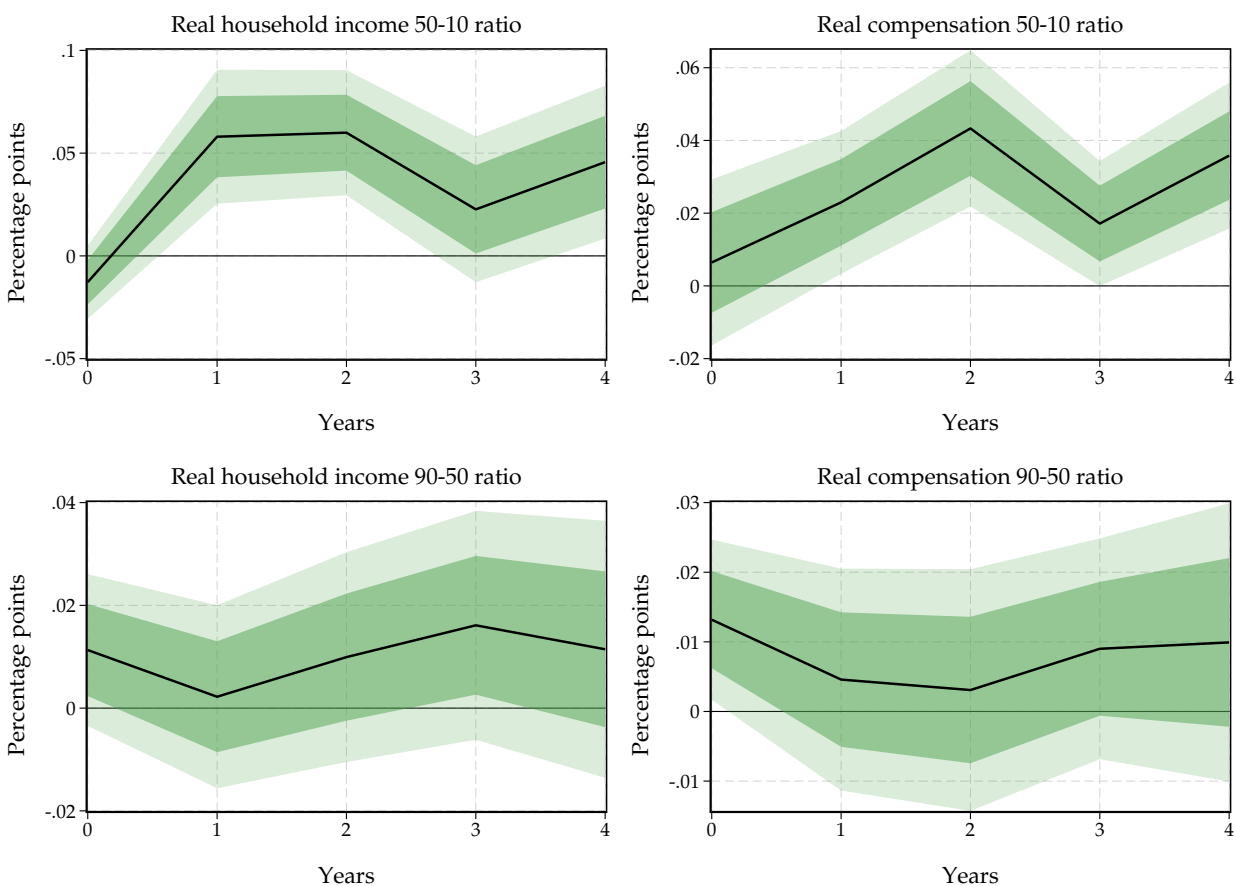 Real household income 50-10 ratio
Percentage points
.1
.05
0
-.05
0 1 2 3 4
Years
Real compensation 50-10 ratio
Percentage points
.06
.04
.02
0
-.02
0 1 2 3 4
Years
Real household income 90-50 ratio
Percentage points
.04
.02
0
-.02
0 1 2 3 4
Years
Real compensation 90-50 ratio
Percentage points
.03
.02
.01
0
-.01
0 1 2 3 4
Years